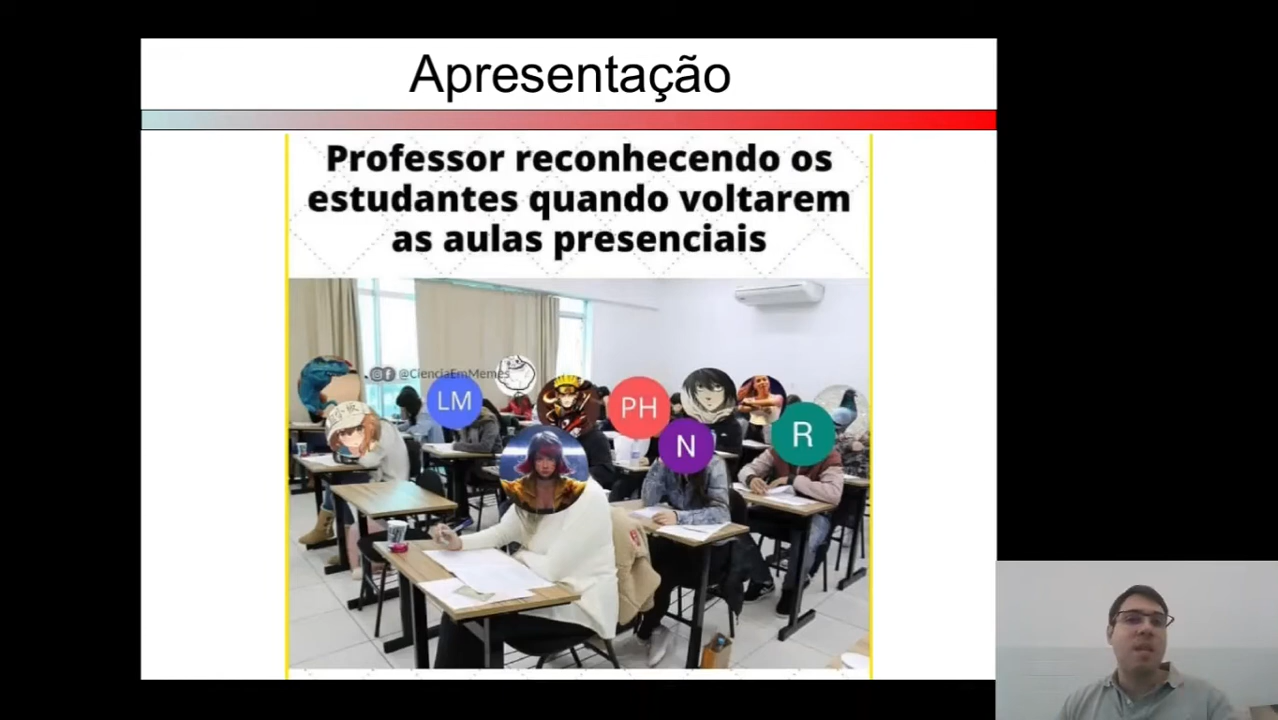 Apresentação
Professor reconhecendo os
estudantes quando voltarem
as aulas presenciais
@CienciaEmMemes
LM
PH
N
R